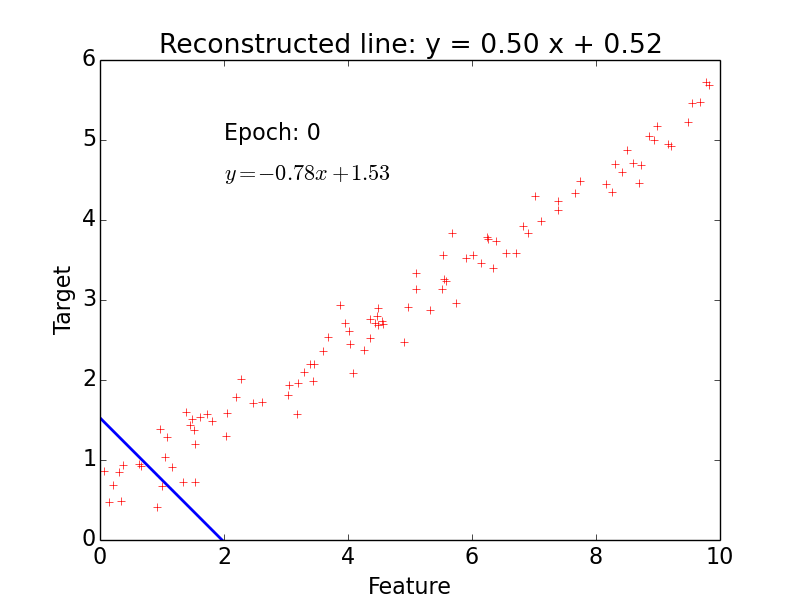 Reconstructed line: y = 0.50 x + 0.52
6
5
4
3
2
1
0
Epoch: 0
y = −0.78x + 1.53
Target
0 2 4 6 8 10
Feature